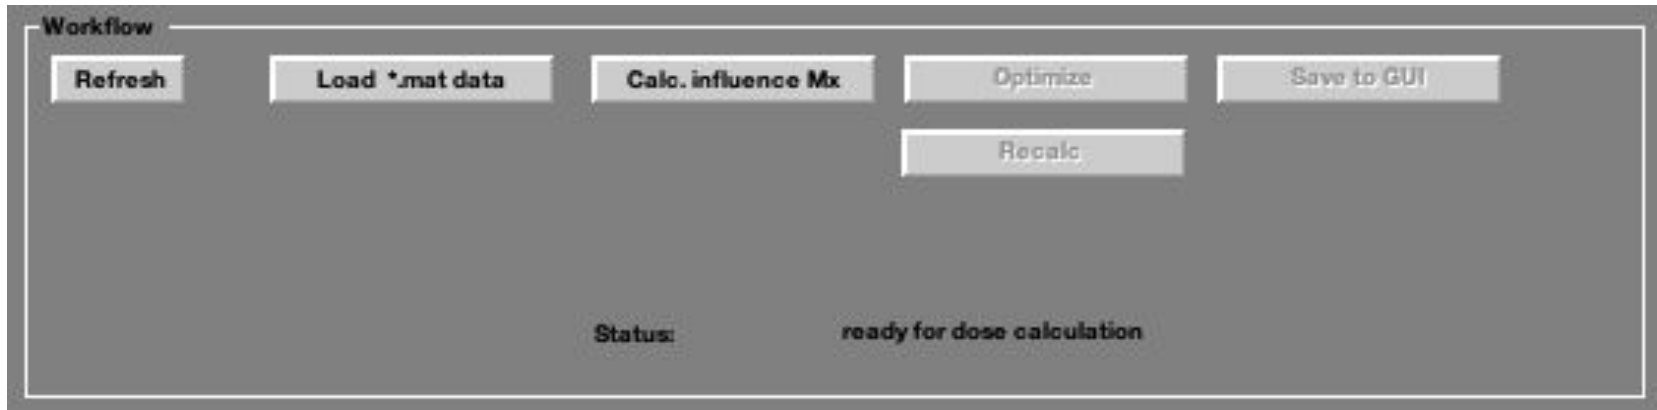 Workflow
Refresh
Load *.mat data
Calc. influence Mx
Optimize
Save to GUI
Recalc
Status: ready for dose calculation